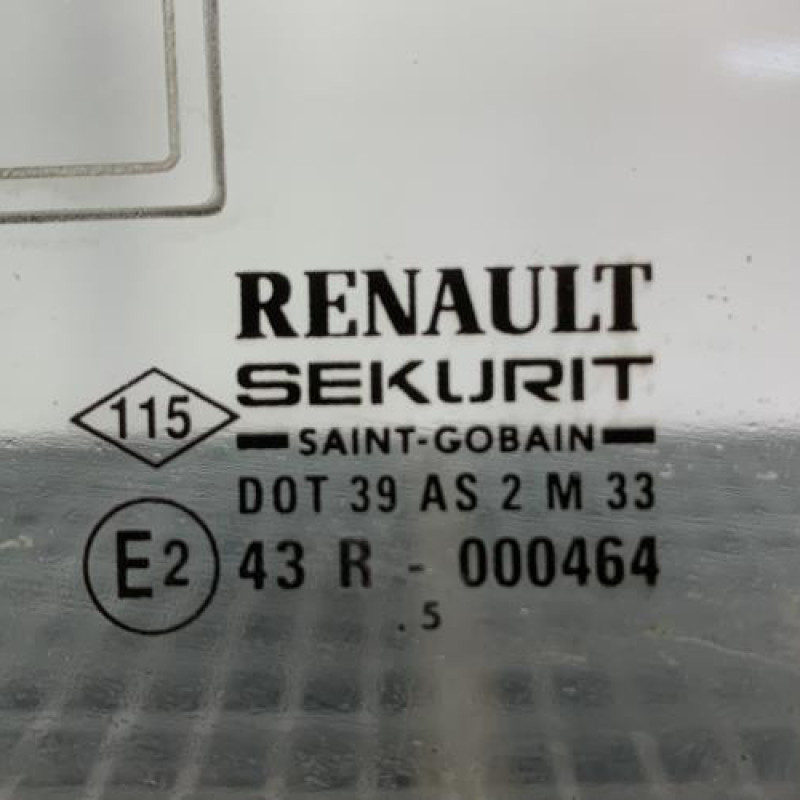 RENAULT
SEKURIT
SAINT-GOBAIN
115
DOT 39 AS 2 M 33
E2 43 R - 000464
. 5